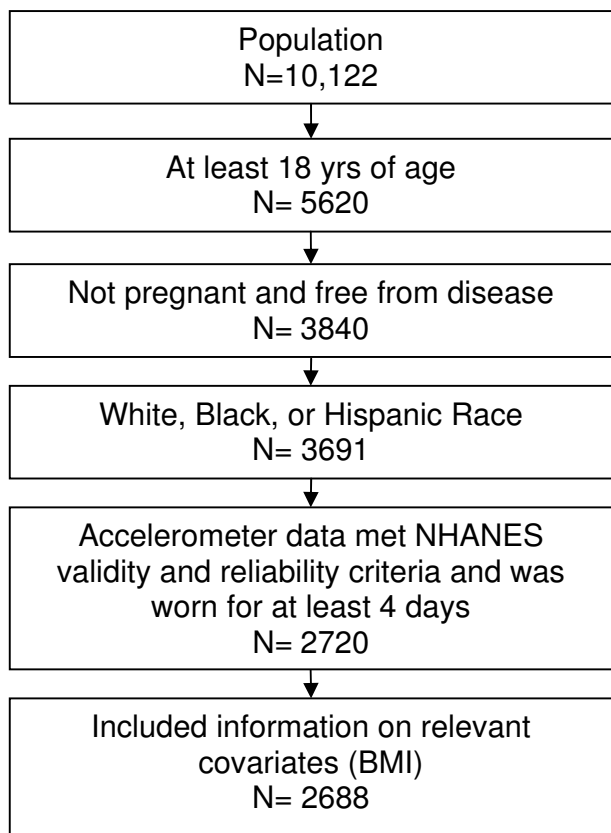 Population
N=10,122
At least 18 yrs of age
N= 5620
Not pregnant and free from disease
N= 3840
White, Black, or Hispanic Race
N= 3691
Accelerometer data met NHANES
validity and reliability criteria and was
worn for at least 4 days
N= 2720
Included information on relevant
covariates (BMI)
N= 2688